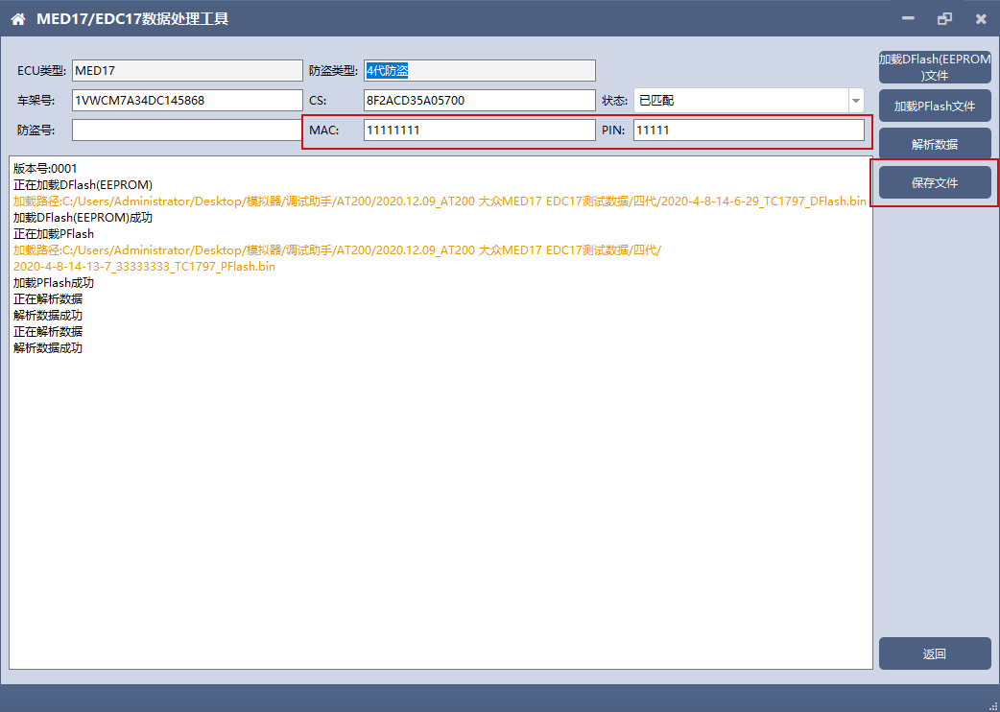 MED17/EDC17数据处理工具
ECU类型: MED17 防盗类型: 4代防盗
车架号: 1VWCM7A34DC145868 CS: 8F2ACD35A05700 状态: 已匹配
防盗号: MAC: 11111111 PIN: 11111
加载DFlash(EEPROM
)文件
加载PFlash文件
解析数据
保存文件
版本号:0001
正在加载DFlash(EEPROM)
加载路径:C:/Users/Administrator/Desktop/模拟器/调试助手/AT200/2020.12.09_AT200 大众MED17 EDC17测试数据/四代/2020-4-8-14-6-29_TC1797_DFlash.bin
加载DFlash(EEPROM)成功
正在加载PFlash
加载路径:C:/Users/Administrator/Desktop/模拟器/调试助手/AT200/2020.12.09_AT200 大众MED17 EDC17测试数据/四代/
2020-4-8-14-13-7_33333333_TC1797_PFlash.bin
加载PFlash成功
正在解析数据
解析数据成功
正在解析数据
解析数据成功
返回